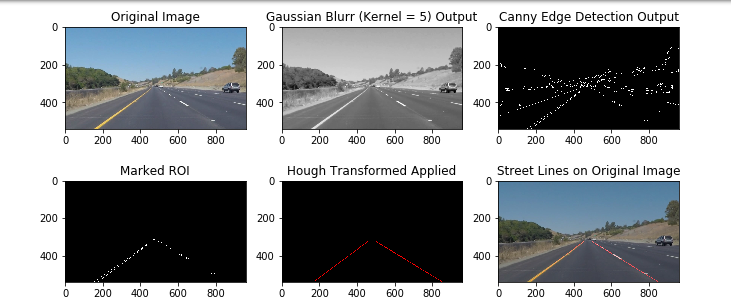 Original Image
Gaussian Blurr (Kernel = 5) Output
Canny Edge Detection Output
0
200
400
0 200 400 600 800
0
200
400
0 200 400 600 800
0
200
400
0 200 400 600 800
Marked ROI
Hough Transformed Applied
Street Lines on Original Image
0
200
400
0 200 400 600 800
0
200
400
0 200 400 600 800
0
200
400
0 200 400 600 800